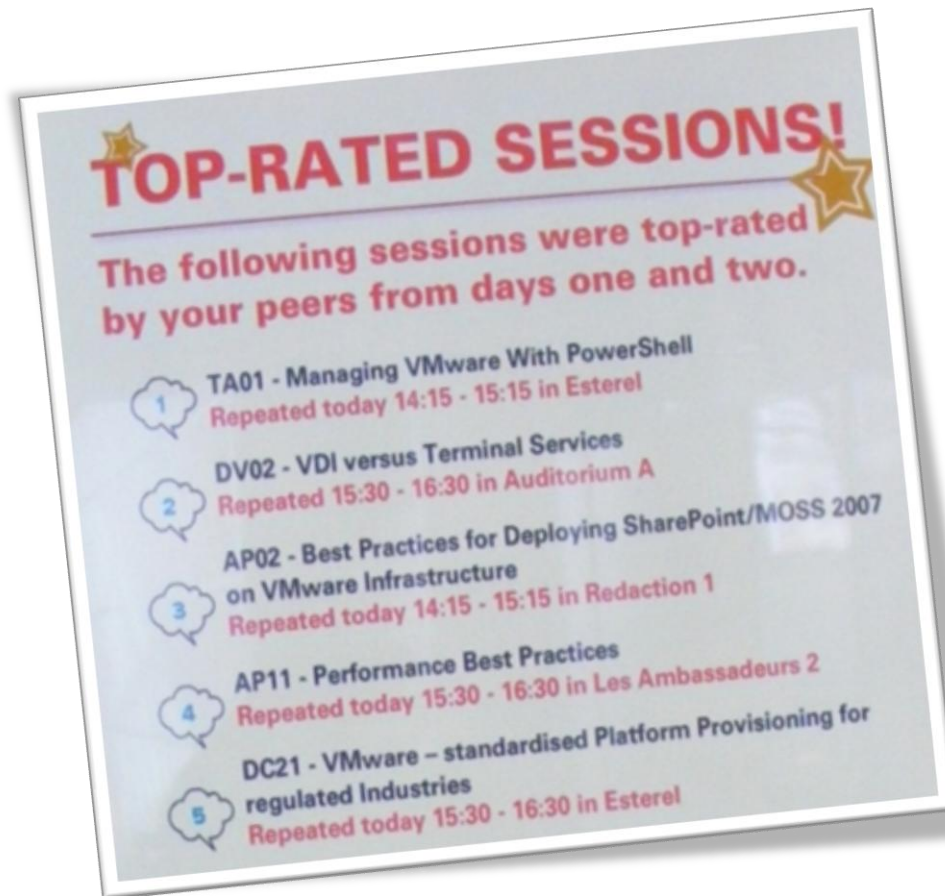 TOP-RATED SESSIONS!
The following sessions were top-rated
by your peers from days one and two.
1
TA01 - Managing VMware With PowerShell
Repeated today 14:15 - 15:15 in Esterel
2
DV02 - VDI versus Terminal Services
Repeated 15:30 - 16:30 in Auditorium A
3
AP02 - Best Practices for Deploying SharePoint/MOSS 2007
on VMware Infrastructure
Repeated today 14:15 - 15:15 in Redaction 1
4
AP11 - Performance Best Practices
Repeated today 15:30 - 16:30 in Les Ambassadeurs 2
5
DC21 - VMware – standardised Platform Provisioning for
regulated Industries
Repeated today 15:30 - 16:30 in Esterel